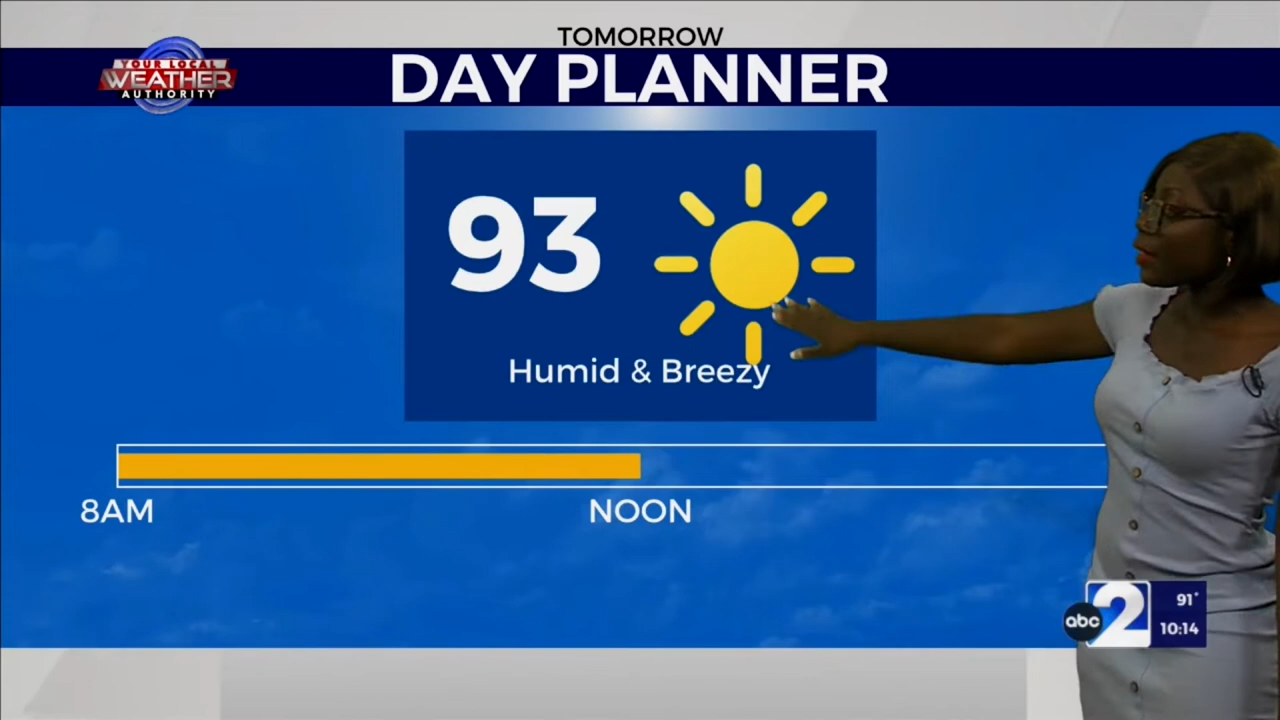 TOMORROW
DAY PLANNER
YOUR LOCAL
WEATHER
AUTHORITY
93
Humid & Breezy
8AM
NOON
abc 2
91°
10:14